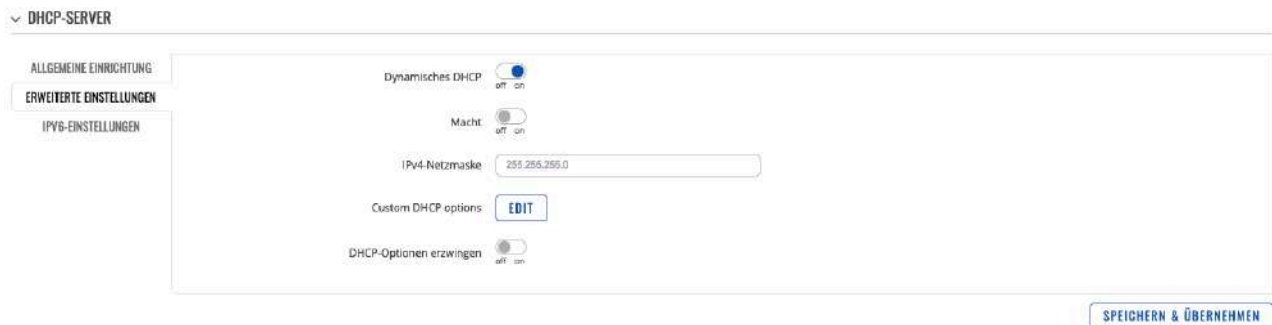 DHCP-SERVER
ALLGEMEINE EINRICHTUNG
ERWEITERTE EINSTELLUNGEN
IPV6-EINSTELLUNGEN
Dynamisches DHCP
off on
Macht
off on
IPv4-Netzmaske
255.255.255.0
Custom DHCP options
EDIT
DHCP-Optionen erzwingen
off on
SPEICHERN & ÜBERNEHMEN